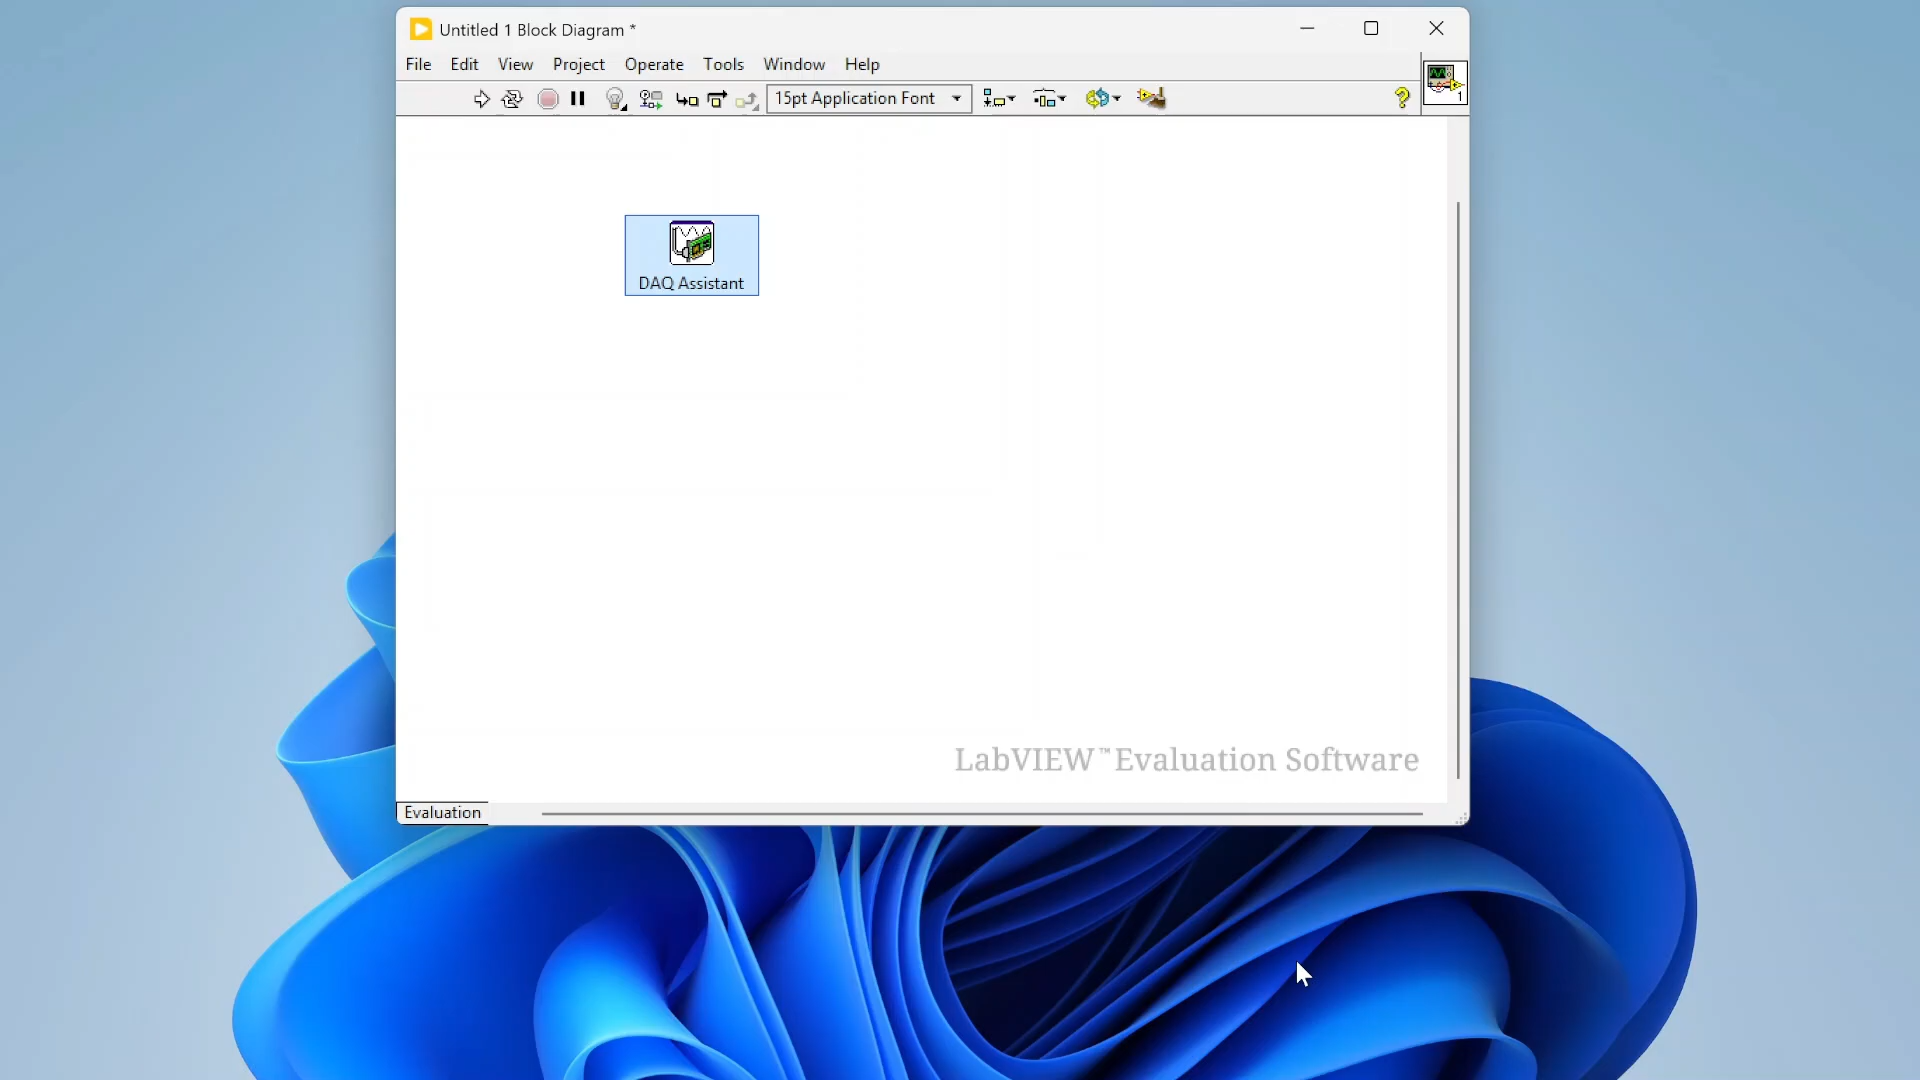 Untitled 1 Block Diagram *
File Edit View Project Operate Tools Window Help
15pt Application Font
?
1
DAQ Assistant
LabVIEW™ Evaluation Software
Evaluation